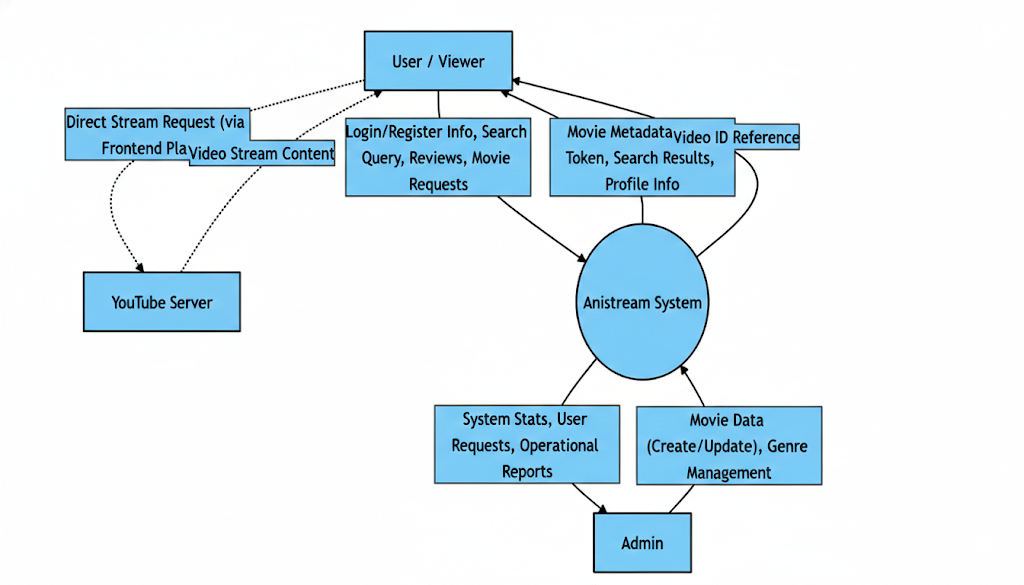 User / Viewer
Direct Stream Request (via
Frontend Pla
Video Stream Content
Login/Register Info, Search
Query, Reviews, Movie
Requests
Movie Metadata
Token, Search Results,
Profile Info
Video ID Reference
YouTube Server
Anistream System
System Stats, User
Requests, Operational
Reports
Movie Data
(Create/Update), Genre
Management
Admin